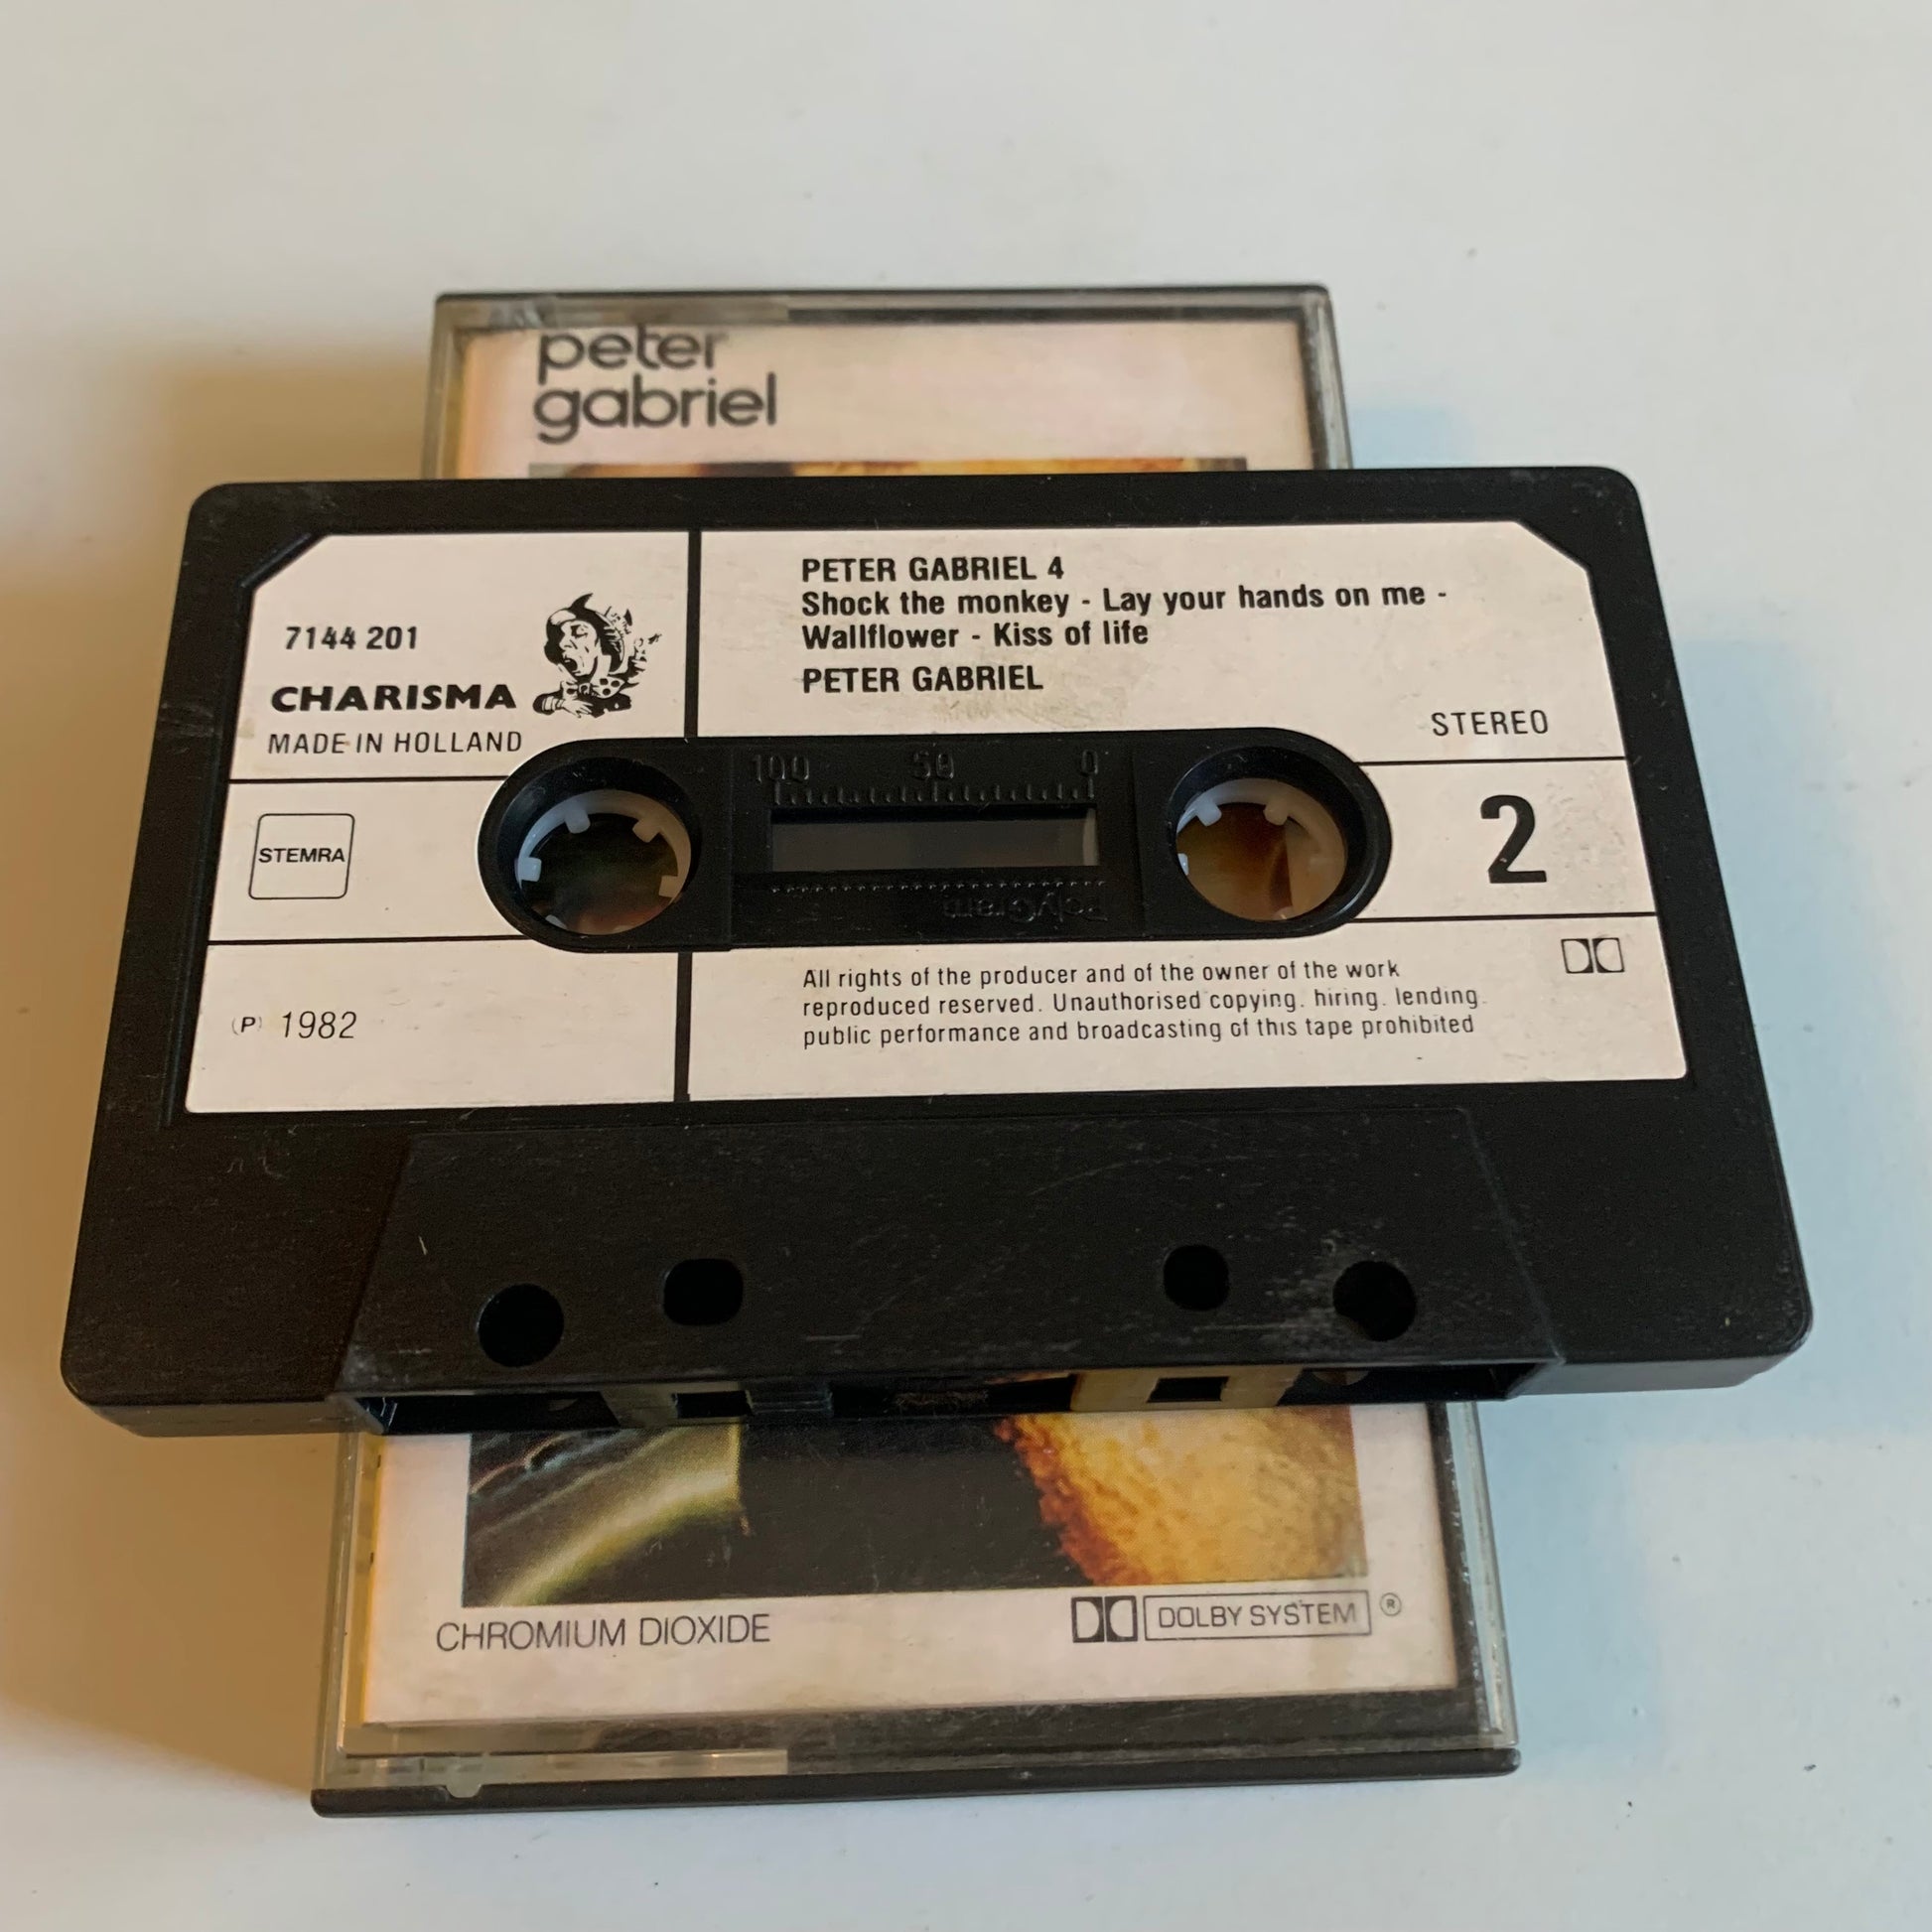 peter
gabriel
7144 201
CHARISMA
MADE IN HOLLAND
PETER GABRIEL 4
Shock the monkey - Lay your hands on me -
Wallflower - Kiss of life
PETER GABRIEL
STEREO
100 50 0
STEMRA
2
PolyGram
(P) 1982
All rights of the producer and of the owner of the work
reproduced reserved. Unauthorised copying. hiring. lending.
public performance and broadcasting of this tape prohibited
CHROMIUM DIOXIDE
DOLBY SYSTEM ®